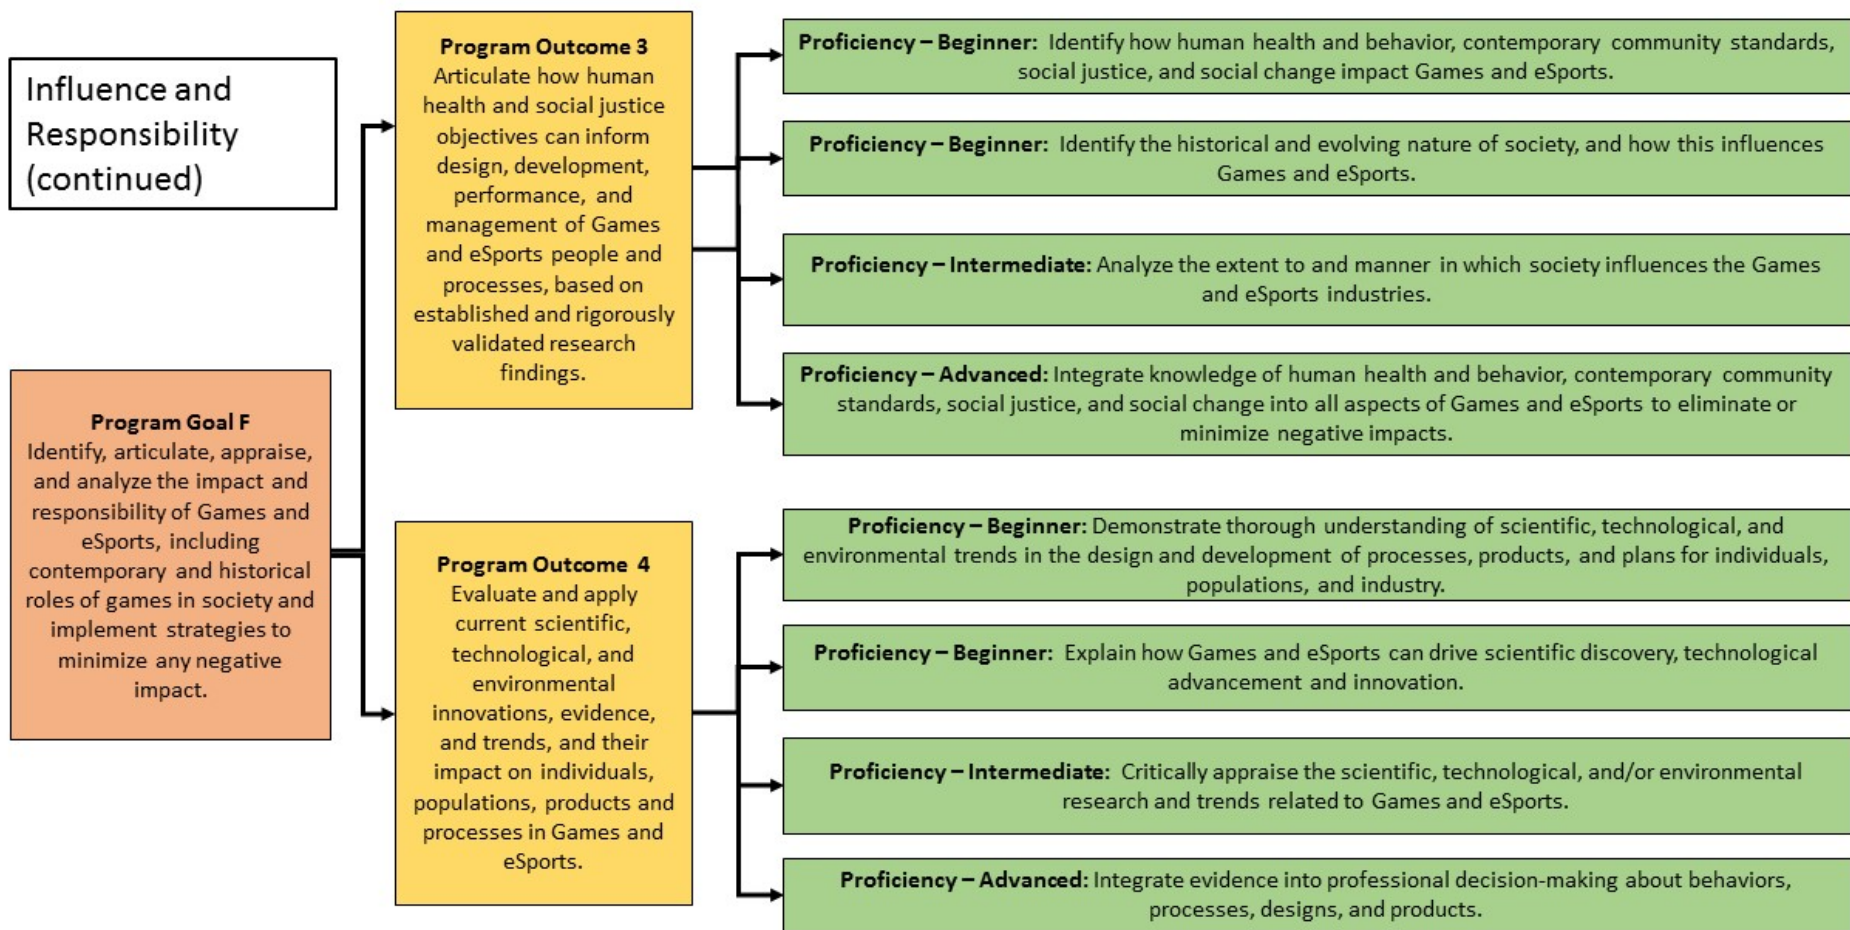 Influence and
Responsibility
(continued)
Program Goal F
Identify, articulate, appraise,
and analyze the impact and
responsibility of Games and
eSports, including
contemporary and historical
roles of games in society and
implement strategies to
minimize any negative
impact.
Program Outcome 3
Articulate how human
health and social justice
objectives can inform
design, development,
performance, and
management of Games
and eSports people and
processes, based on
established and rigorously
validated research
findings.
Proficiency – Beginner: Identify how human health and behavior, contemporary community standards,
social justice, and social change impact Games and eSports.
Proficiency – Beginner: Identify the historical and evolving nature of society, and how this influences
Games and eSports.
Proficiency – Intermediate: Analyze the extent to and manner in which society influences the Games
and eSports industries.
Proficiency – Advanced: Integrate knowledge of human health and behavior, contemporary community
standards, social justice, and social change into all aspects of Games and eSports to eliminate or
minimize negative impacts.
Program Outcome 4
Evaluate and apply
current scientific,
technological, and
environmental
innovations, evidence,
and trends, and their
impact on individuals,
populations, products and
processes in Games and
eSports.
Proficiency – Beginner: Demonstrate thorough understanding of scientific, technological, and
environmental trends in the design and development of processes, products, and plans for individuals,
populations, and industry.
Proficiency – Beginner: Explain how Games and eSports can drive scientific discovery, technological
advancement and innovation.
Proficiency – Intermediate: Critically appraise the scientific, technological, and/or environmental
research and trends related to Games and eSports.
Proficiency – Advanced: Integrate evidence into professional decision-making about behaviors,
processes, designs, and products.